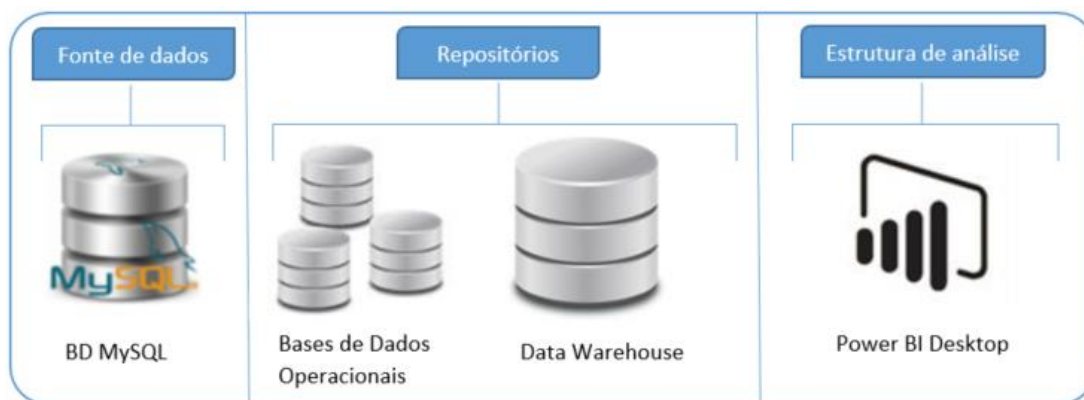 Fonte de dados
Repositórios
Estrutura de análise
MySQL
BD MySQL
Bases de Dados
Operacionais
Data Warehouse
Power BI Desktop